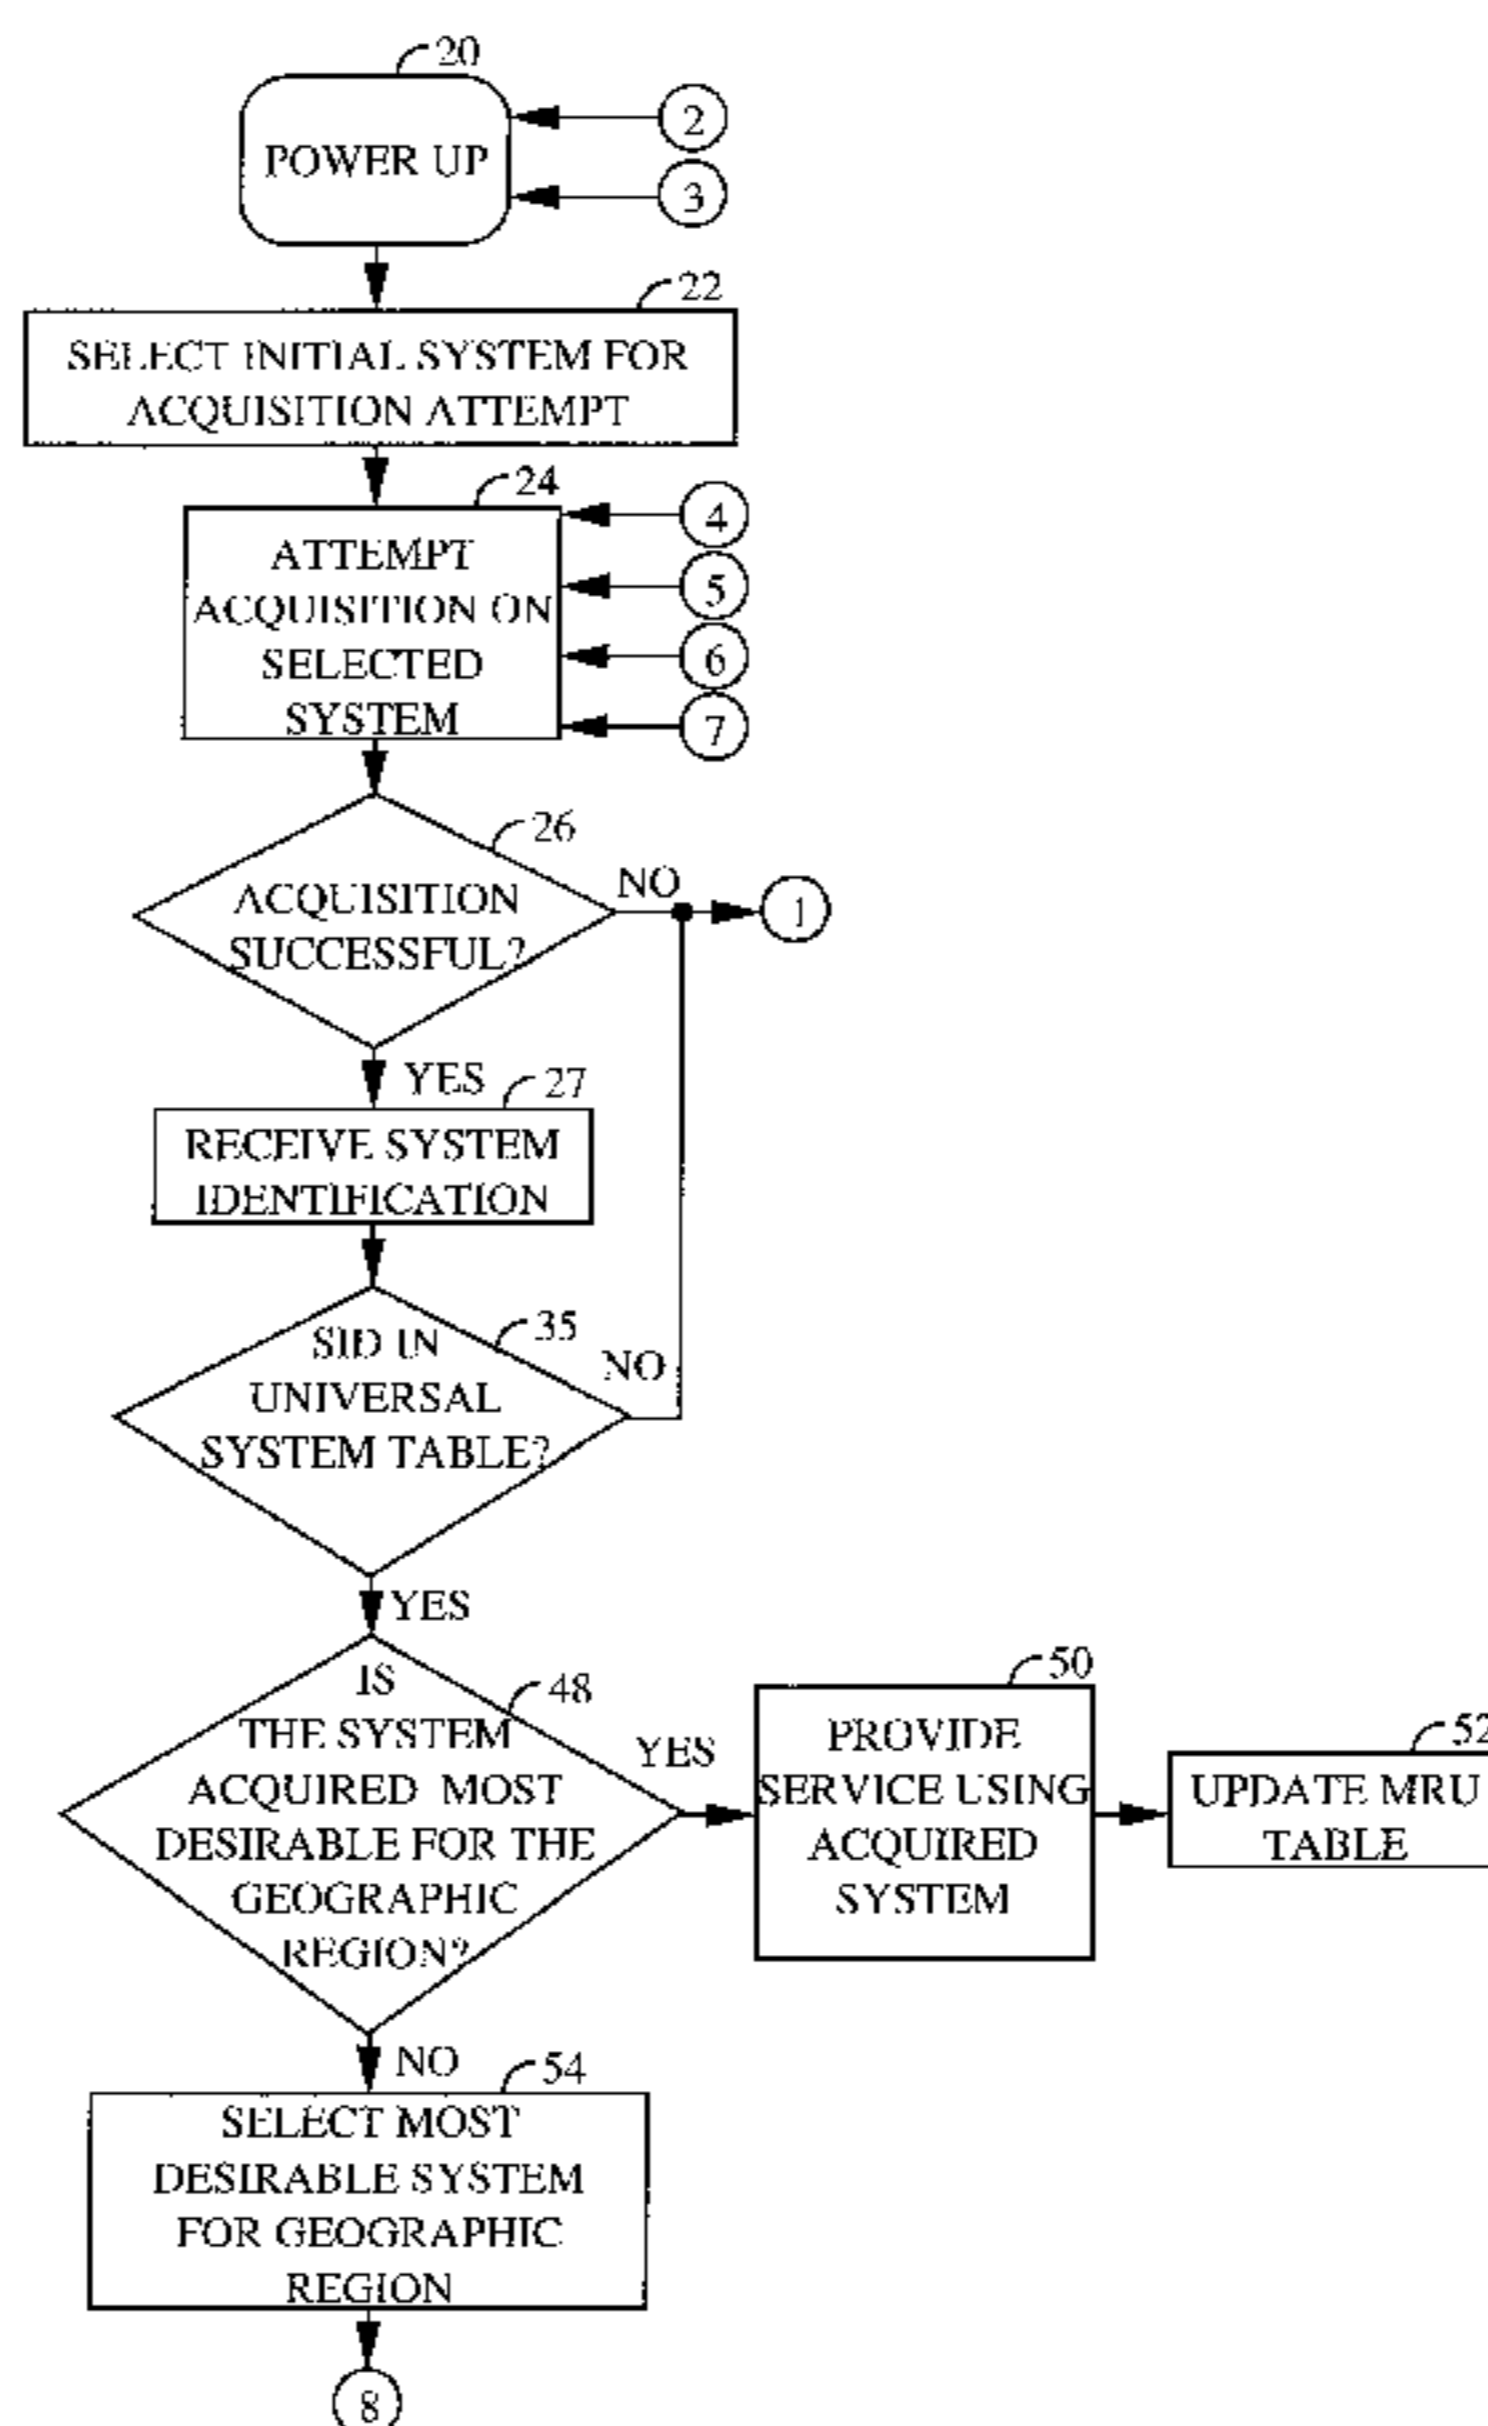 20
POWER UP
2
3
22
SELECT INITIAL SYSTEM FOR
ACQUISITION ATTEMPT
24
ATTEMPT
ACQUISITION ON
SELECTED
SYSTEM
4
5
6
7
26
ACQUISITION
SUCCESSFUL?
NO
1
YES
27
RECEIVE SYSTEM
IDENTIFICATION
35
SID IN
UNIVERSAL
SYSTEM TABLE?
NO
YES
48
IS
THE SYSTEM
ACQUIRED MOST
DESIRABLE FOR THE
GEOGRAPHIC
REGION?
YES
50
PROVIDE
SERVICE USING
ACQUIRED
SYSTEM
52
UPDATE MRU
TABLE
NO
54
SELECT MOST
DESIRABLE SYSTEM
FOR GEOGRAPHIC
REGION
8